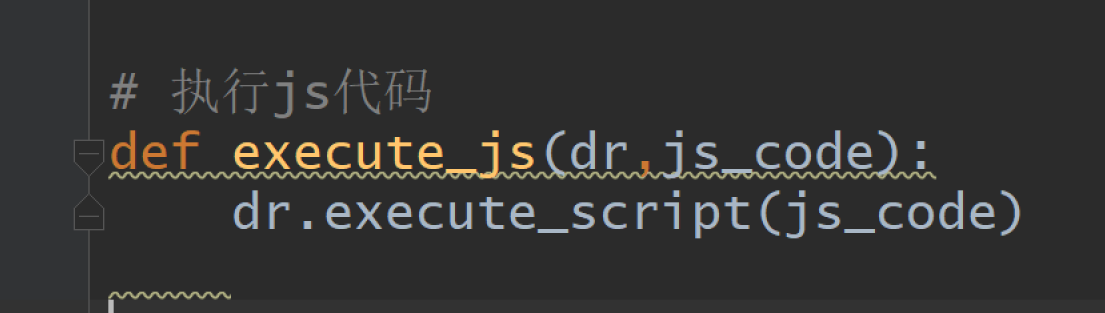 # 执行js代码
def execute_js(dr,js_code):
    dr.execute_script(js_code)